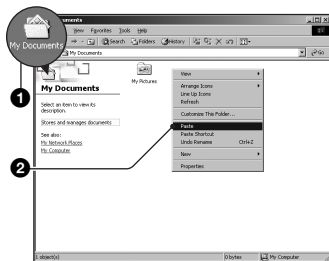 My Documents
uments
View Favorites Tools Help
Search Folders History
My Documents
Go
1
My Documents
Select an item to view its description.
Stores and manages documents
See also:
My Network Places
My Computer
My Pictures
View
Arrange Icons
Line Up Icons
Refresh
Customize This Folder...
Paste
Paste Shortcut
Undo Rename Ctrl+Z
New
Properties
2
1 object(s)
0 bytes
My Computer